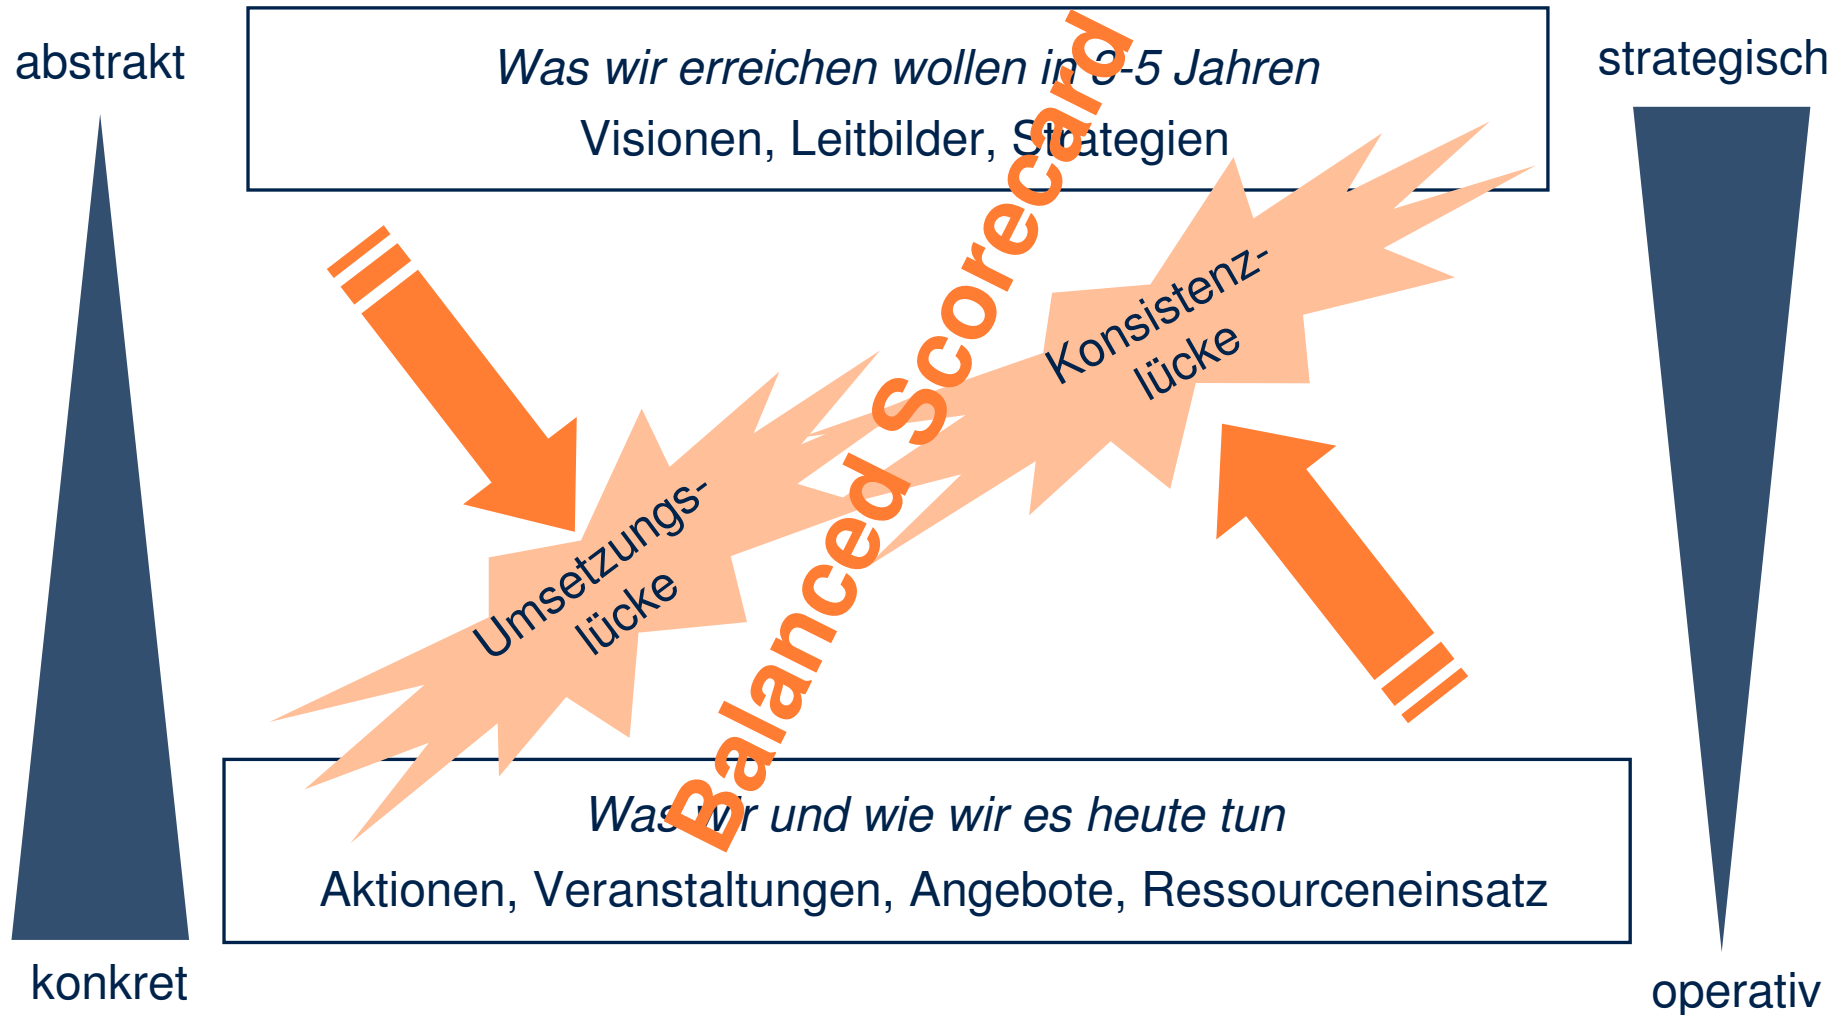 abstrakt
strategisch
Was wir erreichen wollen in 3-5 Jahren
Visionen, Leitbilder, Strategien
Balanced Scorecard
Konsistenz-
lücke
Umsetzungs-
lücke
Was wir und wie wir es heute tun
Aktionen, Veranstaltungen, Angebote, Ressourceneinsatz
konkret
operativ